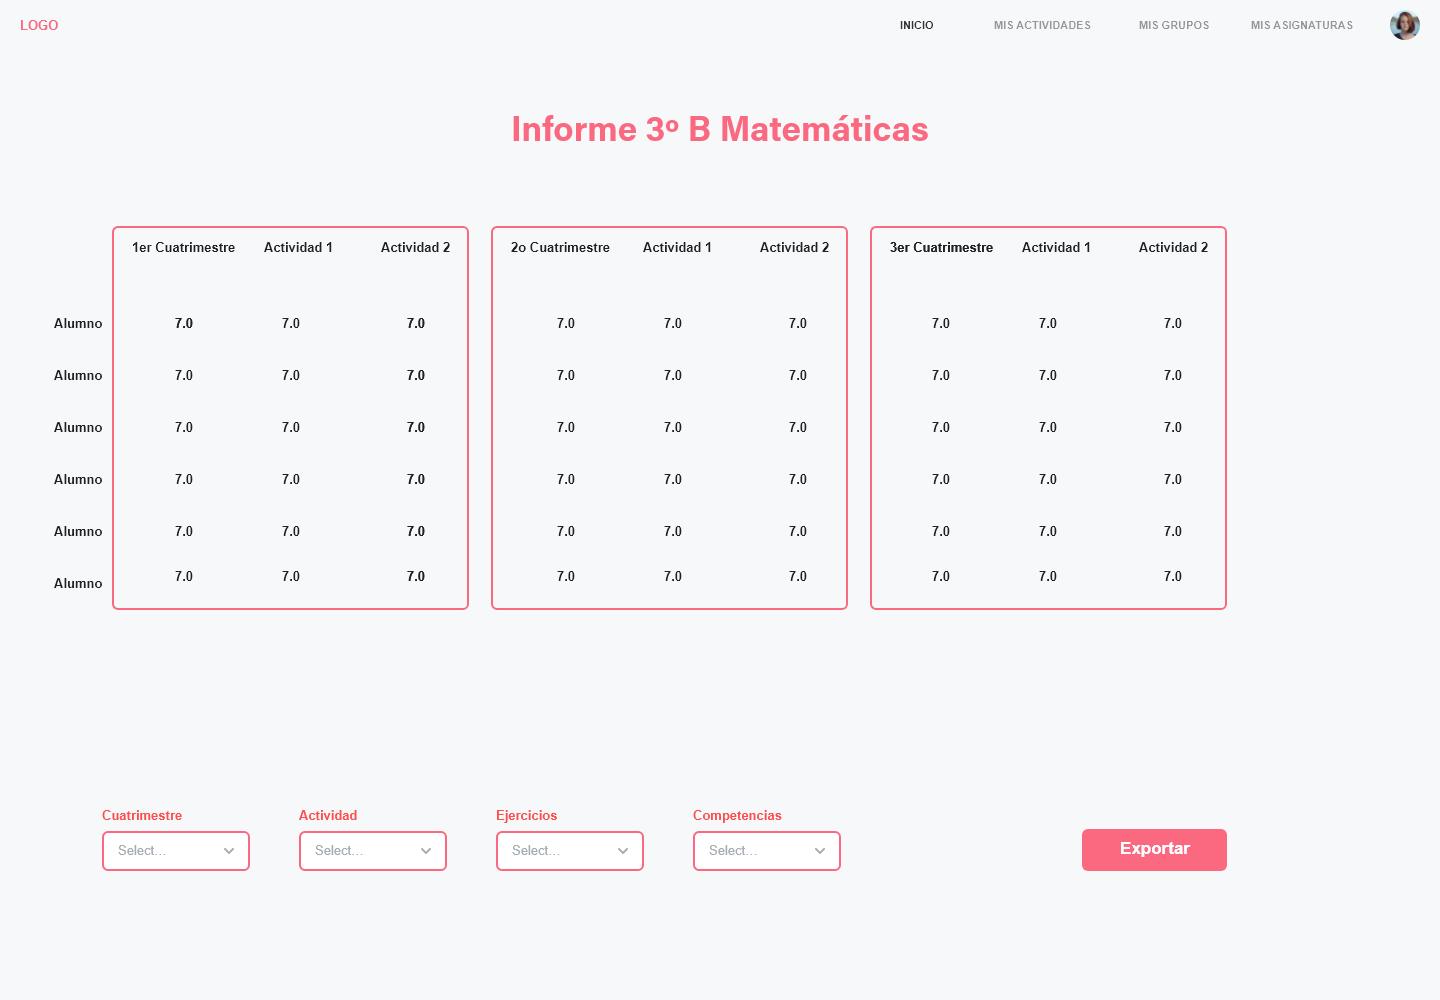 LOGO INICIO MIS ACTIVIDADES MIS GRUPOS MIS ASIGNATURAS
Informe 3º B Matemáticas
1er Cuatrimestre Actividad 1 Actividad 2 2o Cuatrimestre Actividad 1 Actividad 2 3er Cuatrimestre Actividad 1 Actividad 2
Alumno 7.0 7.0 7.0 7.0 7.0 7.0 7.0 7.0 7.0
Alumno 7.0 7.0 7.0 7.0 7.0 7.0 7.0 7.0 7.0
Alumno 7.0 7.0 7.0 7.0 7.0 7.0 7.0 7.0 7.0
Alumno 7.0 7.0 7.0 7.0 7.0 7.0 7.0 7.0 7.0
Alumno 7.0 7.0 7.0 7.0 7.0 7.0 7.0 7.0 7.0
Alumno 7.0 7.0 7.0 7.0 7.0 7.0 7.0 7.0 7.0
Cuatrimestre Actividad Ejercicios Competencias
Select... Select... Select... Select... Exportar